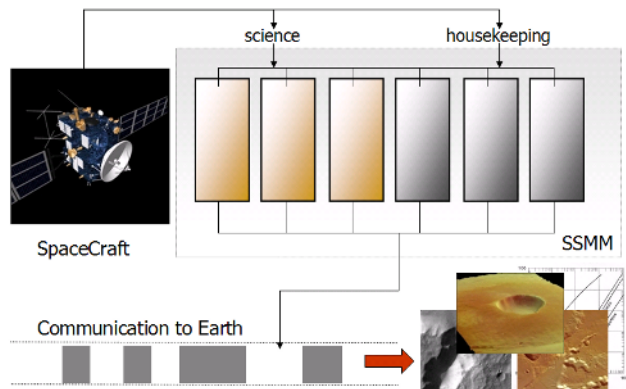 science
housekeeping
SpaceCraft
SSMM
Communication to Earth